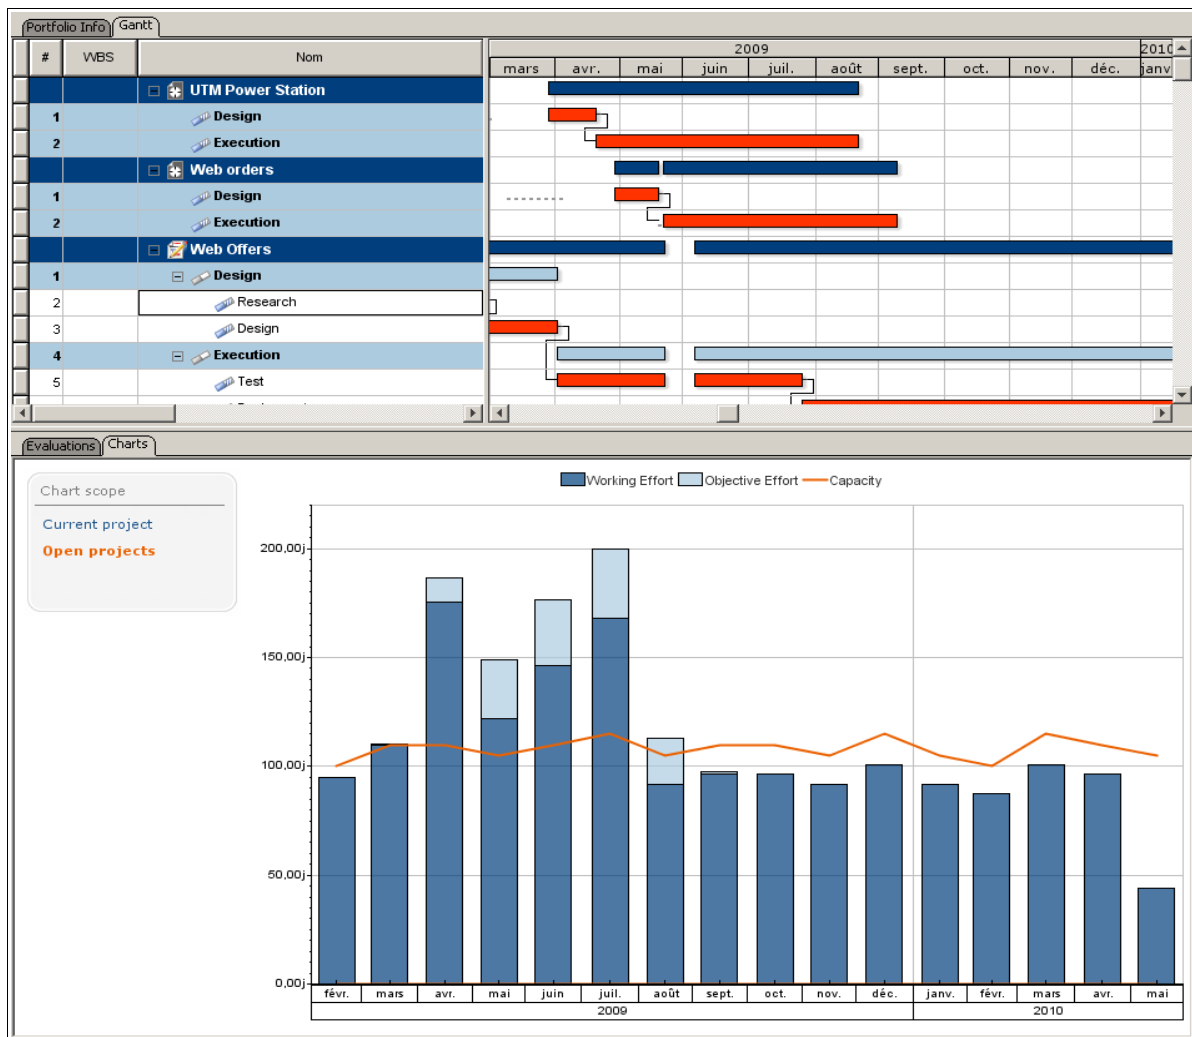 Portfolio Info Gantt
# WBS Nom
2009 2010
mars avr. mai juin juil. août sept. oct. nov. déc. janv
UTM Power Station
1 Design
2 Execution
Web orders
1 Design
2 Execution
Web Offers
1 Design
2 Research
3 Design
4 Execution
5 Test
Evaluations Charts
Chart scope
Current project
Open projects
Working Effort Objective Effort Capacity
200,00j
150,00j
100,00j
50,00j
0,00j
févr. mars avr. mai juin juil. août sept. oct. nov. déc. janv. févr. mars avr. mai
2009 2010